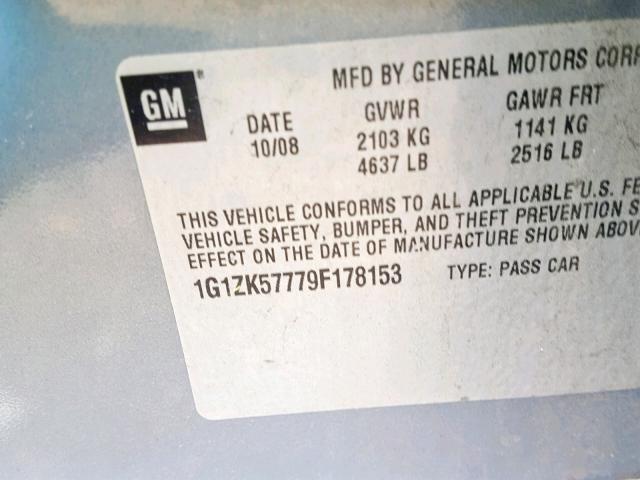 MFD BY GENERAL MOTORS CORP
GM ®
DATE GVWR GAWR FRT
10/08 2103 KG 1141 KG
4637 LB 2516 LB
THIS VEHICLE CONFORMS TO ALL APPLICABLE U.S. FE
VEHICLE SAFETY, BUMPER, AND THEFT PREVENTION S
EFFECT ON THE DATE OF MANUFACTURE SHOWN ABOV
1G1ZK57779F178153 TYPE: PASS CAR